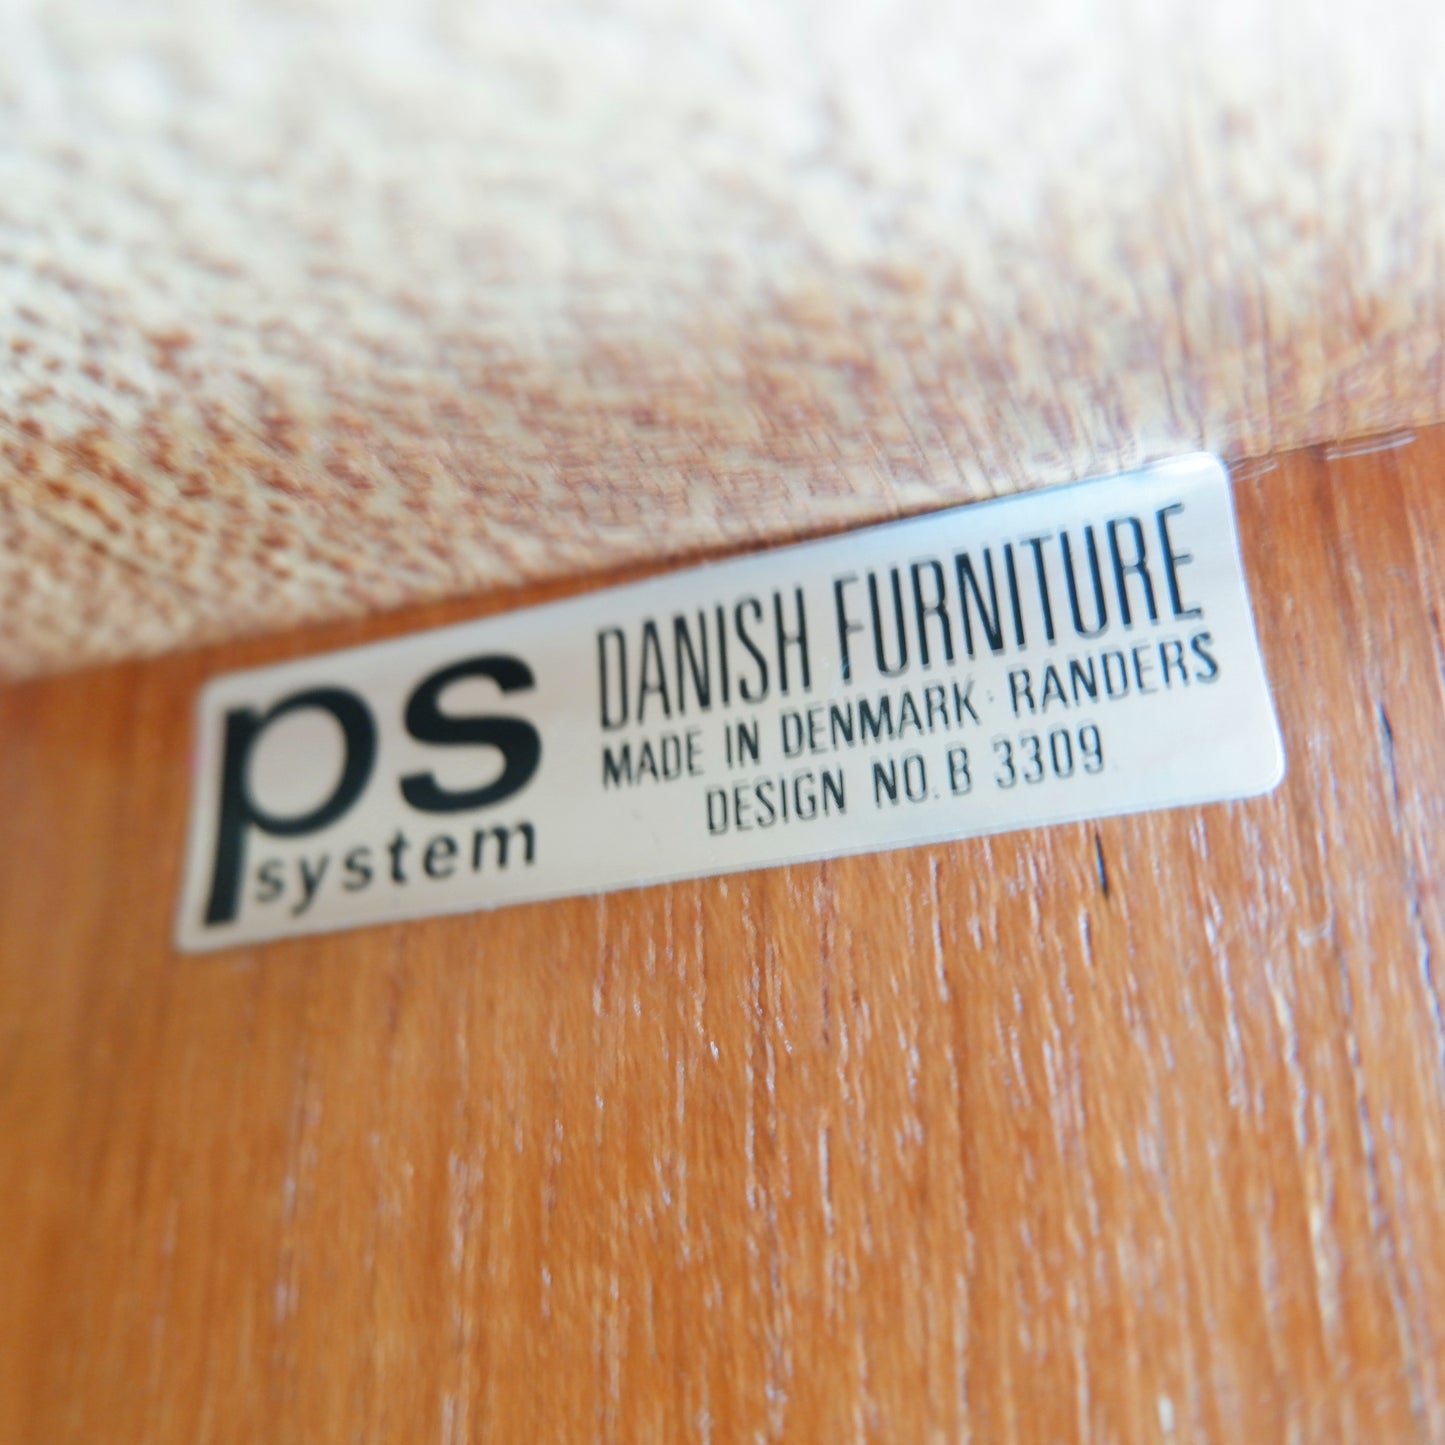 ps
system
DANISH FURNITURE
MADE IN DENMARK · RANDERS
DESIGN NO. B 3309